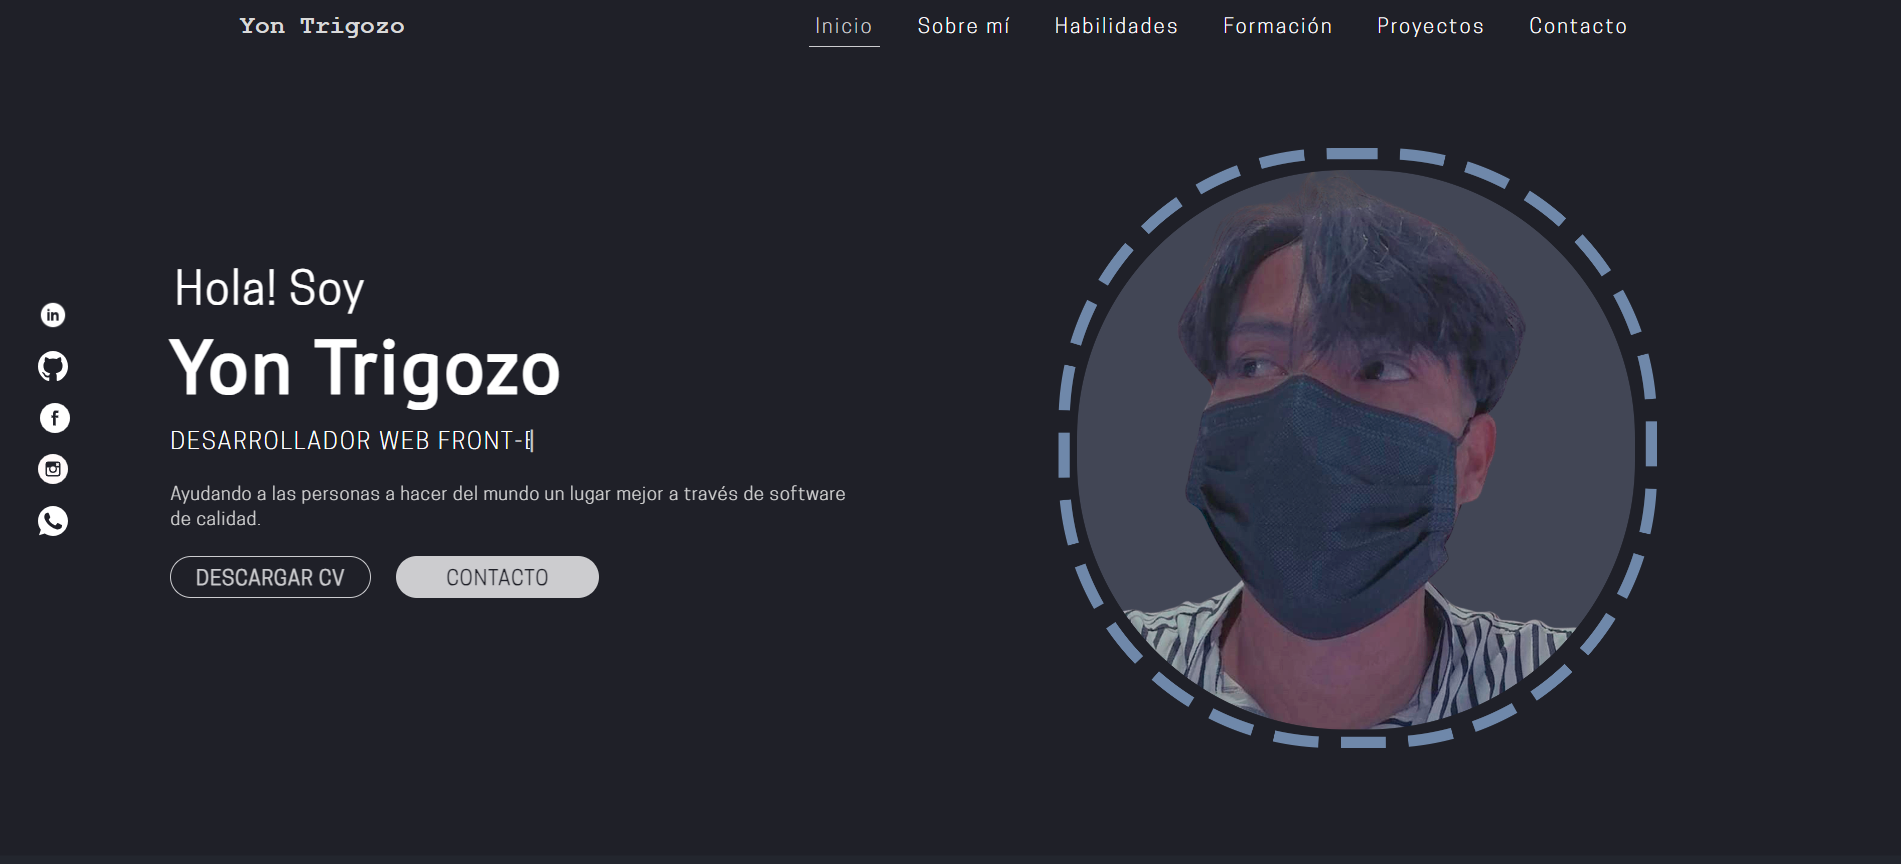 Yon Trigozo
Inicio Sobre mí Habilidades Formación Proyectos Contacto
Hola! Soy
Yon Trigozo
DESARROLLADOR WEB FRONT-E
Ayudando a las personas a hacer del mundo un lugar mejor a través de software
de calidad.
DESCARGAR CV CONTACTO
in
f